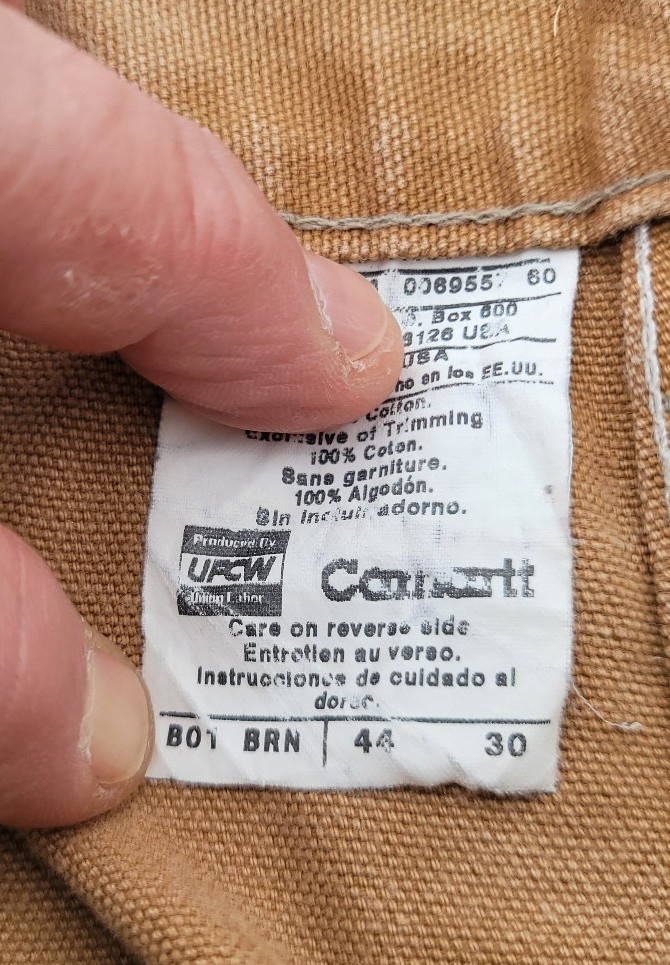 006955 60
. Box 600
8126 USA
USA
no en los EE.UU.
Cotton.
Exclusive of Trimming
100% Coton.
Sans garniture.
100% Algodón.
Sin incluir adorno.
Produced By
UFCW
Union Labor
Carhartt
Care on reverse side
Entretien au verso.
Instrucciones de cuidado al
dorso.
B01 BRN 44 30